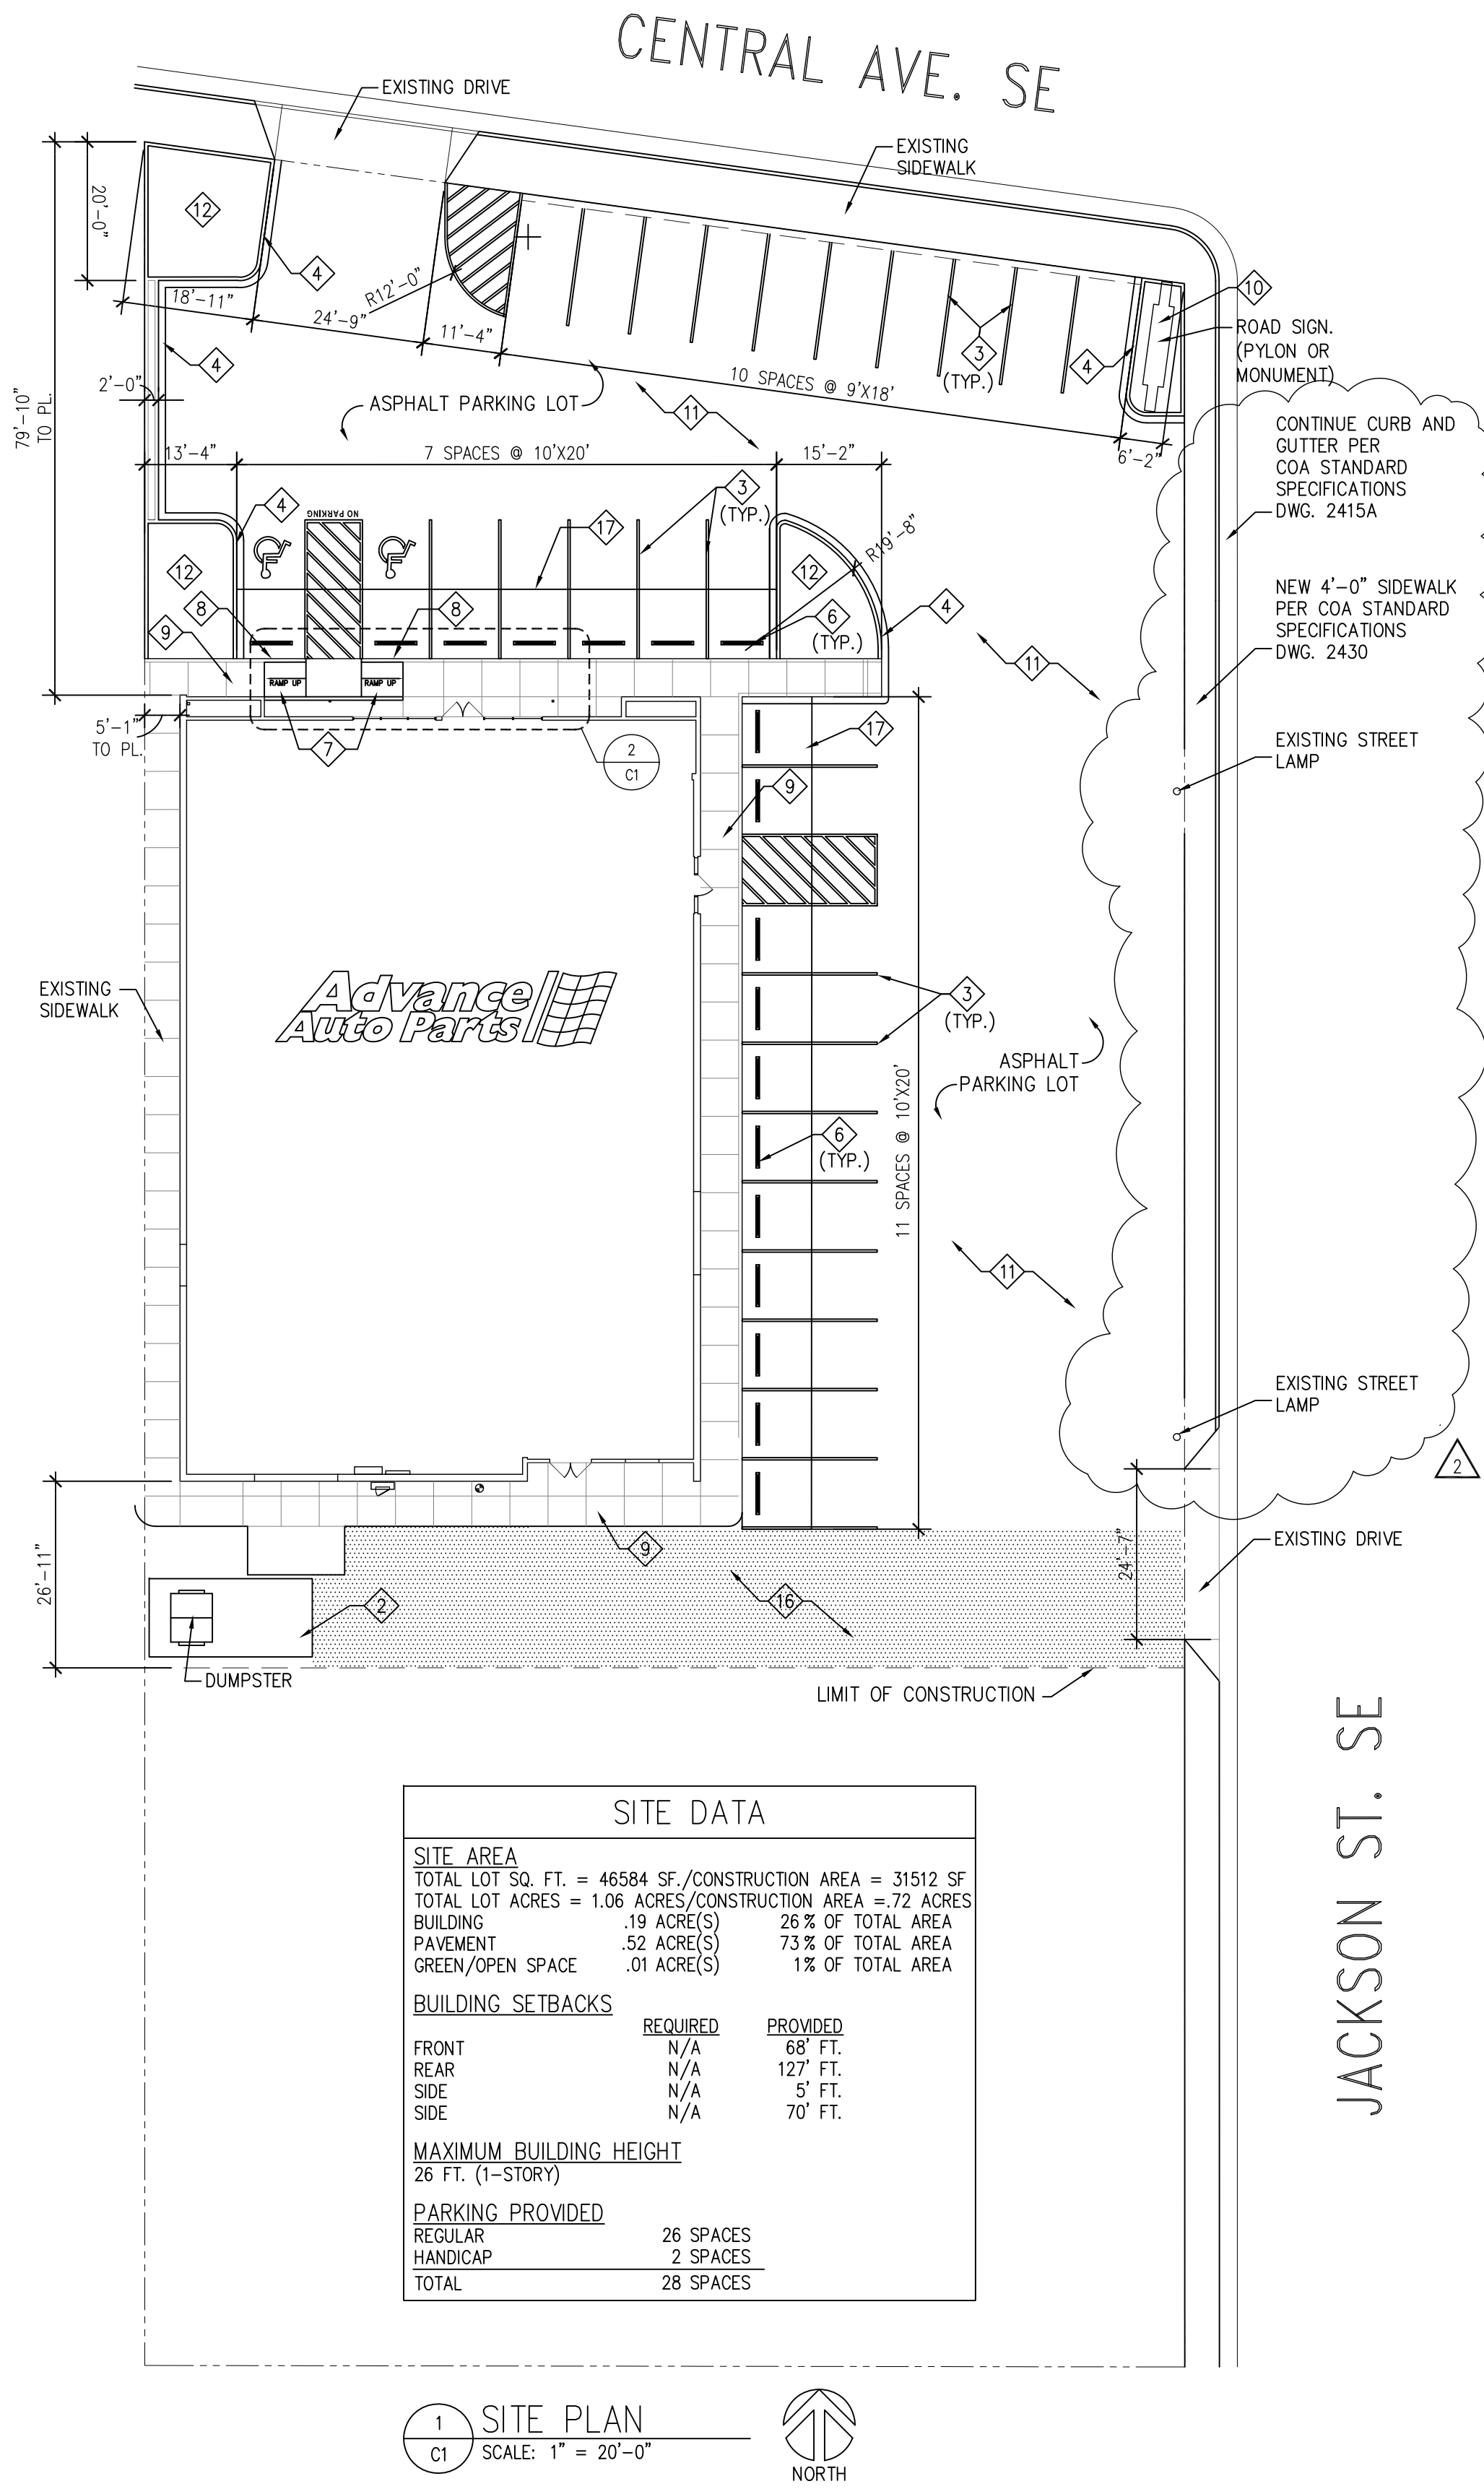 CENTRAL AVE. SE
EXISTING DRIVE
EXISTING
SIDEWALK
20'-0"
12
4
18'-11"
R12'-0"
24'-9"
11'-4"
10
ROAD SIGN.
(PYLON OR
MONUMENT)
3
(TYP.)
4
4
2'-0"
79'-10"
TO PL.
10 SPACES @ 9'X18'
ASPHALT PARKING LOT
11
6'-2"
CONTINUE CURB AND
GUTTER PER
COA STANDARD
SPECIFICATIONS
DWG. 2415A
13'-4"
7 SPACES @ 10'X20'
15'-2"
4
NO PARKING
3
(TYP.)
17
R19'-8"
12
12
NEW 4'-0" SIDEWALK
PER COA STANDARD
SPECIFICATIONS
DWG. 2430
8
8
6
(TYP.)
4
9
11
RAMP UP
RAMP UP
5'-1"
TO PL.
7
2
C1
17
EXISTING STREET
LAMP
9
EXISTING
SIDEWALK
Advance
Auto Parts
3
(TYP.)
ASPHALT
PARKING LOT
11 SPACES @ 10'X20'
6
(TYP.)
11
EXISTING STREET
LAMP
2
26'-11"
9
24'-7"
EXISTING DRIVE
2
16
DUMPSTER
LIMIT OF CONSTRUCTION
JACKSON ST. SE
SITE DATA
SITE AREA
TOTAL LOT SQ. FT. = 46584 SF./CONSTRUCTION AREA = 31512 SF
TOTAL LOT ACRES = 1.06 ACRES/CONSTRUCTION AREA =.72 ACRES
BUILDING .19 ACRE(S) 26% OF TOTAL AREA
PAVEMENT .52 ACRE(S) 73% OF TOTAL AREA
GREEN/OPEN SPACE .01 ACRE(S) 1% OF TOTAL AREA
BUILDING SETBACKS
REQUIRED PROVIDED
FRONT N/A 68' FT.
REAR N/A 127' FT.
SIDE N/A 5' FT.
SIDE N/A 70' FT.
MAXIMUM BUILDING HEIGHT
26 FT. (1-STORY)
PARKING PROVIDED
REGULAR 26 SPACES
HANDICAP 2 SPACES
TOTAL 28 SPACES
1
C1
SITE PLAN
SCALE: 1" = 20'-0"
NORTH